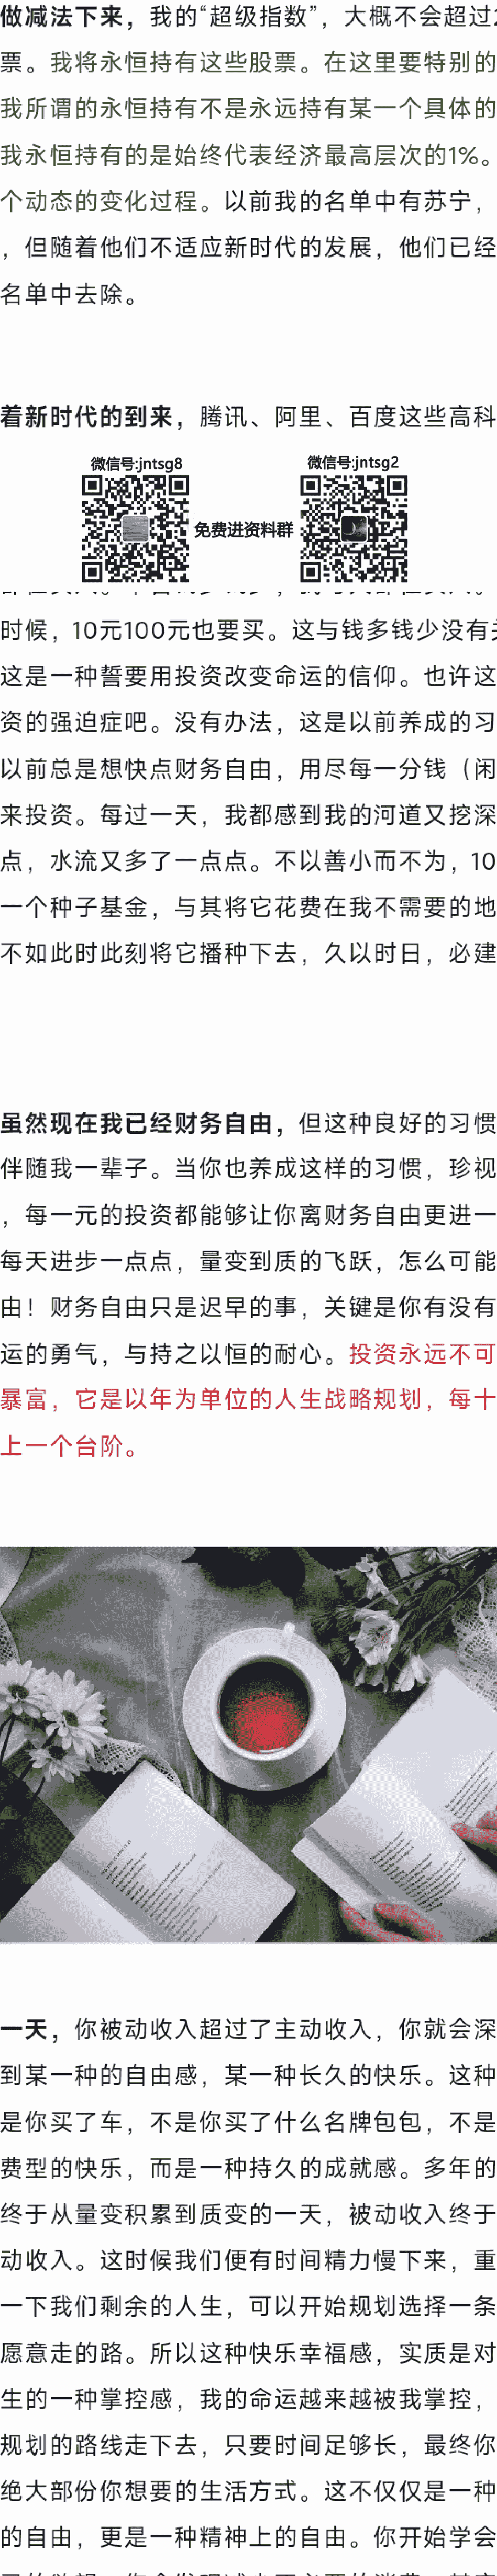 做减法下来，我的“超级指数”，大概不会超过
票。我将永恒持有这些股票。在这里要特别的
我所谓的永恒持有不是永远持有某一个具体的
我永恒持有的是始终代表经济最高层次的1%。
个动态的变化过程。以前我的名单中有苏宁，
，但随着他们不适应新时代的发展，他们已经
名单中去除。
着新时代的到来，腾讯、阿里、百度这些高科
微信号:jntsg8
微信号:jntsg2
免费进资料群
时候，10元100元也要买。这与钱多钱少没有
这是一种誓要用投资改变命运的信仰。也许这
资的强迫症吧。没有办法，这是以前养成的习
以前总是想快点财务自由，用尽每一分钱（闲
来投资。每过一天，我都感到我的河道又挖深
点，水流又多了一点点。不以善小而不为，10
一个种子基金，与其将它花费在我不需要的地
不如此时此刻将它播种下去，久以时日，必建
虽然现在我已经财务自由，但这种良好的习惯
伴随我一辈子。当你也养成这样的习惯，珍视
，每一元的投资都能够让你离财务自由更进一
每天进步一点点，量变到质的飞跃，怎么可能
由！财务自由只是迟早的事，关键是你有没有
运的勇气，与持之以恒的耐心。投资永远不可
暴富，它是以年为单位的人生战略规划，每十
上一个台阶。
一天，你被动收入超过了主动收入，你就会深
到某一种的自由感，某一种长久的快乐。这种
是你买了车，不是你买了什么名牌包包，不是
费型的快乐，而是一种持久的成就感。多年的
终于从量变积累到质变的一天，被动收入终于
动收入。这时候我们便有时间精力慢下来，重
一下我们剩余的人生，可以开始规划选择一条
愿意走的路。所以这种快乐幸福感，实质是对
生的一种掌控感，我的命运越来越被我掌控，
规划的路线走下去，只要时间足够长，最终你
绝大部份你想要的生活方式。这不仅仅是一种
的自由，更是一种精神上的自由。你开始学会